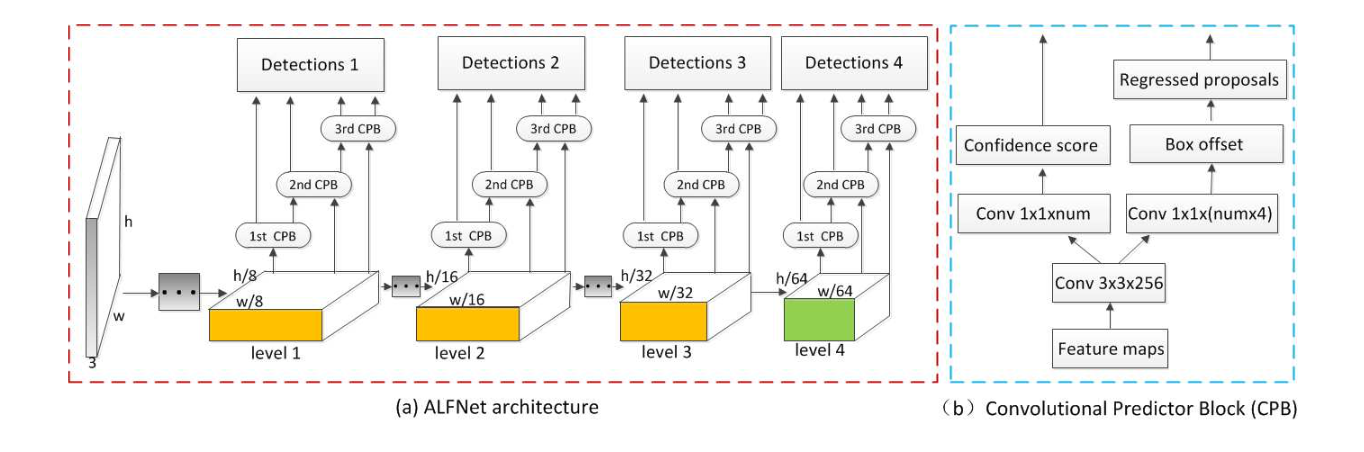 Detections 1
Detections 2
Detections 3
Detections 4
3rd CPB
3rd CPB
3rd CPB
3rd CPB
2nd CPB
2nd CPB
2nd CPB
2nd CPB
1st CPB
1st CPB
1st CPB
1st CPB
h
w
3
h/8
w/8
level 1
h/16
w/16
level 2
h/32
w/32
level 3
h/64
w/64
level 4
(a) ALFNet architecture
Regressed proposals
Confidence score
Box offset
Conv 1x1xnum
Conv 1x1x(numx4)
Conv 3x3x256
Feature maps
(b) Convolutional Predictor Block (CPB)